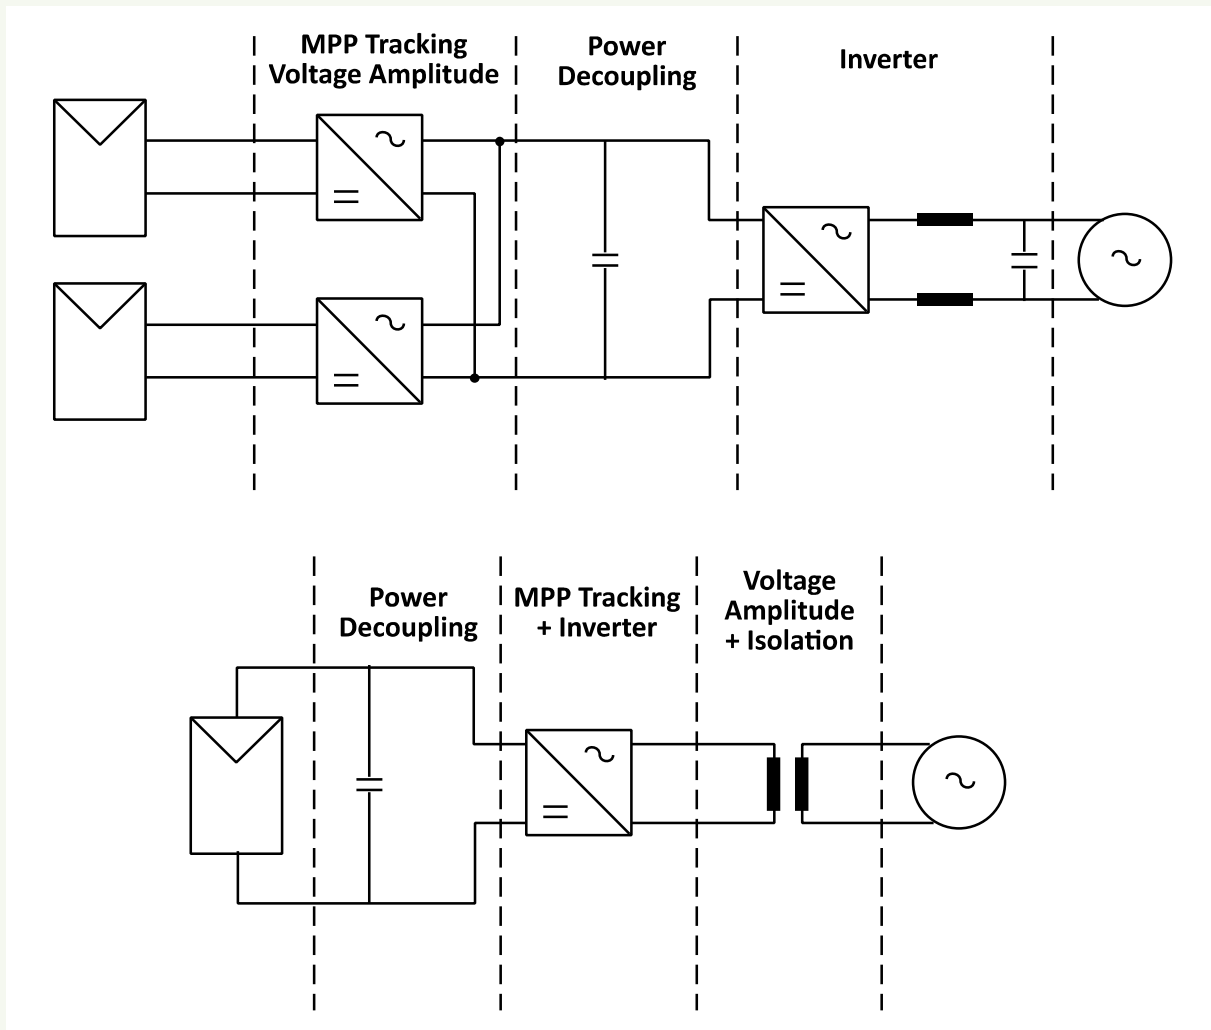 MPP Tracking
Voltage Amplitude
Power
Decoupling
Inverter
Power
Decoupling
MPP Tracking
+ Inverter
Voltage
Amplitude
+ Isolation